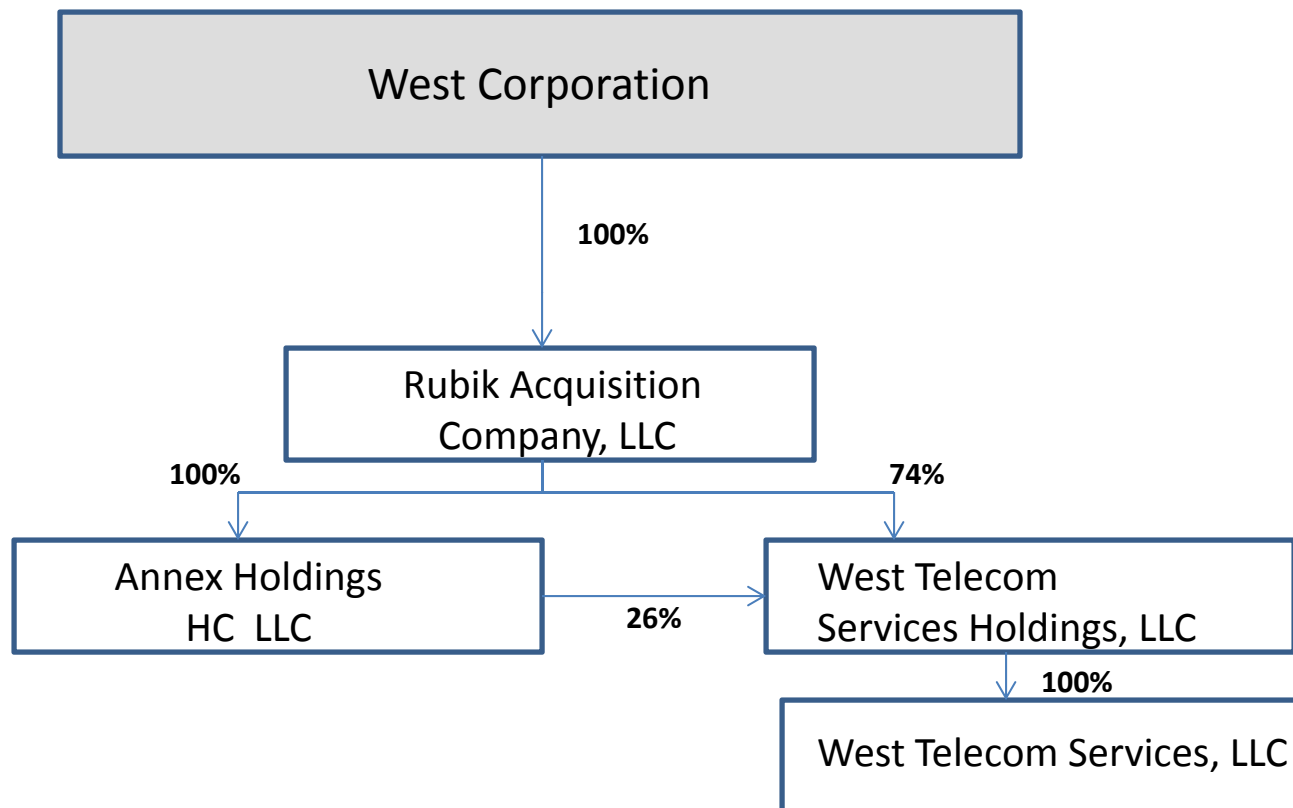 West Corporation
100%
Rubik Acquisition
Company, LLC
100%
74%
Annex Holdings
HC LLC
26%
West Telecom
Services Holdings, LLC
100%
West Telecom Services, LLC